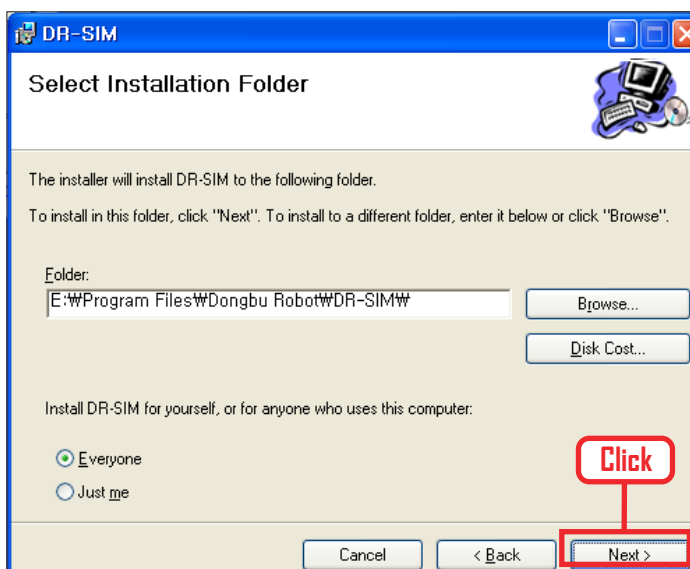 DR-SIM
Select Installation Folder
The installer will install DR-SIM to the following folder.
To install in this folder, click "Next". To install to a different folder, enter it below or click "Browse".
Folder:
E:₩Program Files₩Dongbu Robot₩DR-SIM₩
Browse...
Disk Cost...
Install DR-SIM for yourself, or for anyone who uses this computer:
Everyone
Just me
Click
Cancel
< Back
Next >